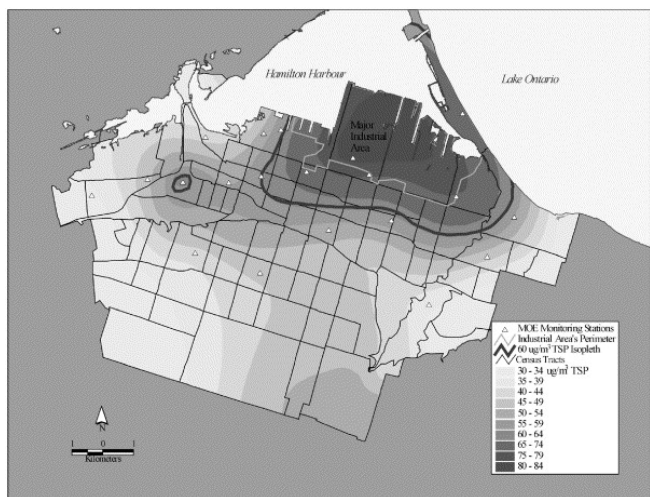 Hamilton Harbour
Lake Ontario
Major
Industrial
Area
MOE Monitoring Stations
Industrial Area's Perimeter
60 ug/m³ TSP Isopleth
Census Tracts
30 - 34 ug/m³ TSP
35 - 39
40 - 44
45 - 49
50 - 54
55 - 59
60 - 64
65 - 74
75 - 79
80 - 84
N
1 0 1
Kilometers